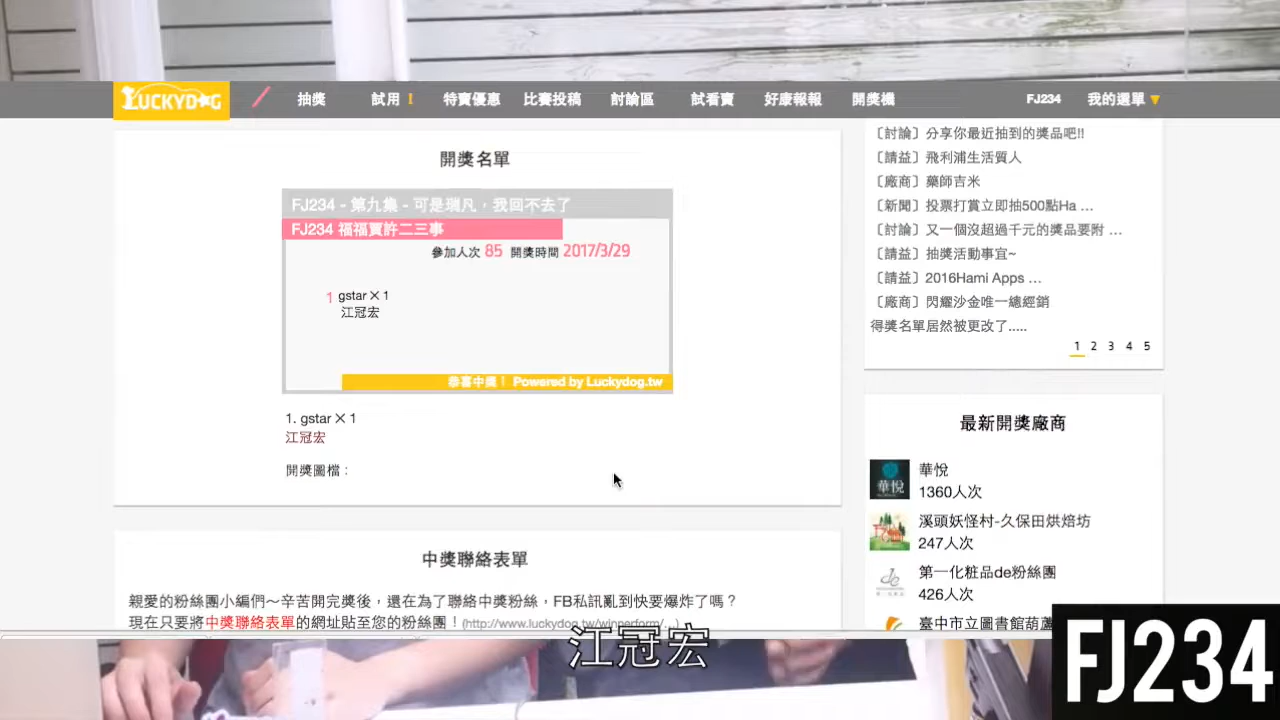 LUCKYDOG 抽獎 試用！ 特賣優惠 比賽投稿 討論區 試看賣 好康報報 開獎機 FJ234 我的選單▼
開獎名單
FJ234 - 第九集 - 可是瑞凡，我回不去了
FJ234 福福賈許二三事
參加人次 85 開獎時間 2017/3/29
1 gstar × 1
江冠宏
恭喜中獎！ Powered by Luckydog.tw
1. gstar × 1
江冠宏
開獎圖檔：
中獎聯絡表單
親愛的粉絲團小編們～辛苦開完獎後，還在為了聯絡中獎粉絲，FB私訊亂到快要爆炸了嗎？
現在只要將中獎聯絡表單的網址貼至您的粉絲團！(http://www.luckydog.tw/winperform/...)
〔討論〕分享你最近抽到的獎品吧!!
〔請益〕飛利浦生活質人
〔廠商〕藥師吉米
〔新聞〕投票打賞立即抽500點Ha ...
〔討論〕又一個沒超過千元的獎品要附 ...
〔請益〕抽獎活動事宜~
〔請益〕2016Hami Apps ...
〔廠商〕閃耀沙金唯一總經銷
得獎名單居然被更改了.....
1 2 3 4 5
最新開獎廠商
華悅
華悅
1360人次
溪頭妖怪村-久保田烘焙坊
247人次
第一化粧品de粉絲團
426人次
臺中市立圖書館葫蘆
江冠宏
FJ234